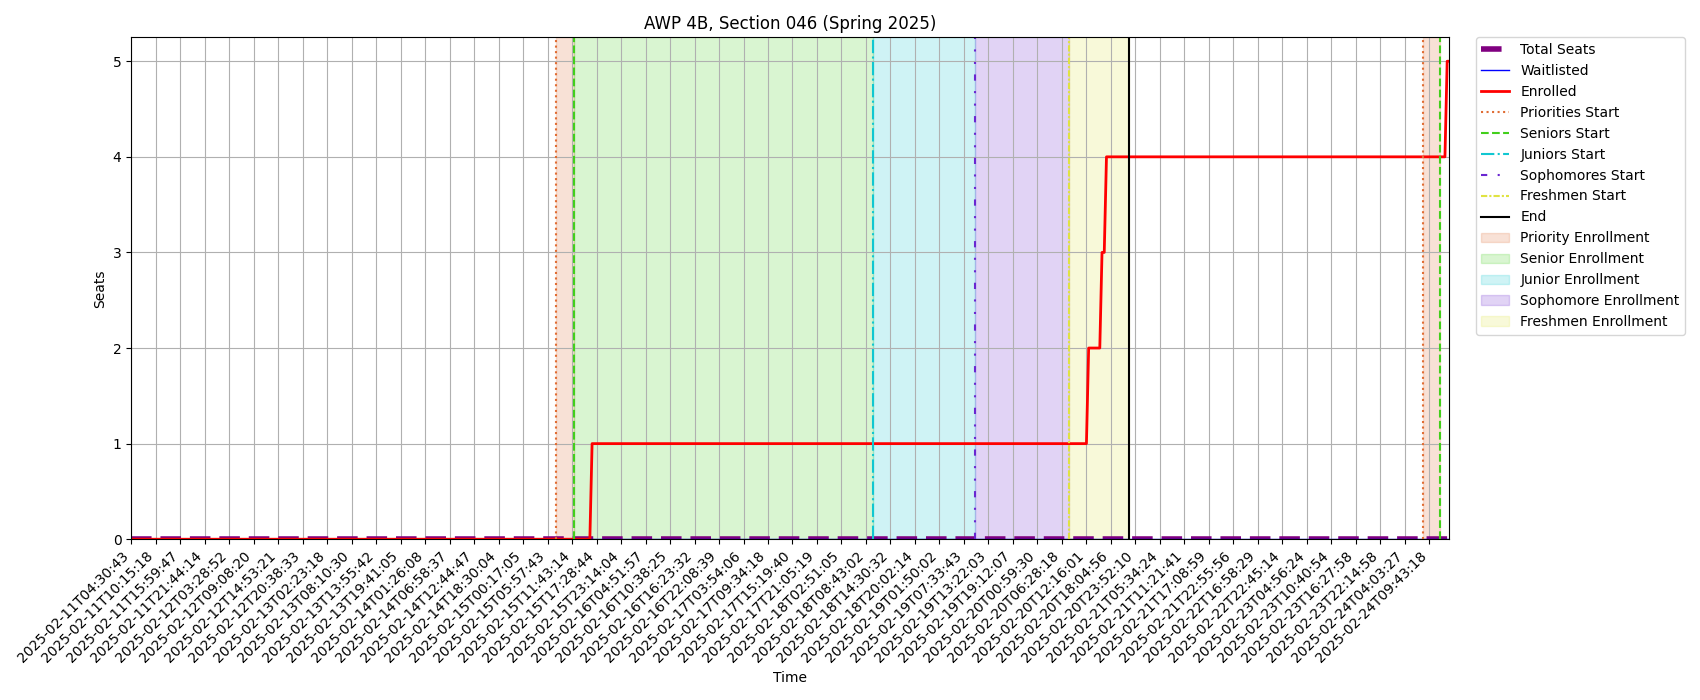 AWP 4B, Section 046 (Spring 2025)
5
4
3
2
1
0
Seats
2025-02-11T04:30:43
2025-02-11T10:15:18
2025-02-11T15:59:47
2025-02-11T21:44:14
2025-02-12T03:28:52
2025-02-12T09:08:20
2025-02-12T14:53:21
2025-02-12T20:38:33
2025-02-13T02:23:18
2025-02-13T08:10:30
2025-02-13T13:55:42
2025-02-13T19:41:05
2025-02-14T01:26:08
2025-02-14T06:58:37
2025-02-14T12:44:47
2025-02-14T18:30:04
2025-02-15T00:17:05
2025-02-15T05:57:43
2025-02-15T11:43:14
2025-02-15T17:28:44
2025-02-15T23:14:04
2025-02-16T04:51:57
2025-02-16T10:38:25
2025-02-16T16:23:32
2025-02-16T22:08:39
2025-02-17T03:54:06
2025-02-17T09:34:18
2025-02-17T15:19:40
2025-02-17T21:05:19
2025-02-18T02:51:05
2025-02-18T08:43:02
2025-02-18T14:30:32
2025-02-18T20:02:14
2025-02-19T01:50:02
2025-02-19T07:33:43
2025-02-19T13:22:03
2025-02-19T19:12:07
2025-02-20T00:59:30
2025-02-20T06:28:18
2025-02-20T12:16:01
2025-02-20T18:04:56
2025-02-20T23:52:10
2025-02-21T05:34:24
2025-02-21T11:21:41
2025-02-21T17:08:59
2025-02-21T22:55:56
2025-02-22T16:58:29
2025-02-22T22:45:14
2025-02-23T04:56:24
2025-02-23T10:40:54
2025-02-23T16:27:58
2025-02-23T22:14:58
2025-02-24T04:03:27
2025-02-24T09:43:18
Time
Total Seats
Waitlisted
Enrolled
Priorities Start
Seniors Start
Juniors Start
Sophomores Start
Freshmen Start
End
Priority Enrollment
Senior Enrollment
Junior Enrollment
Sophomore Enrollment
Freshmen Enrollment